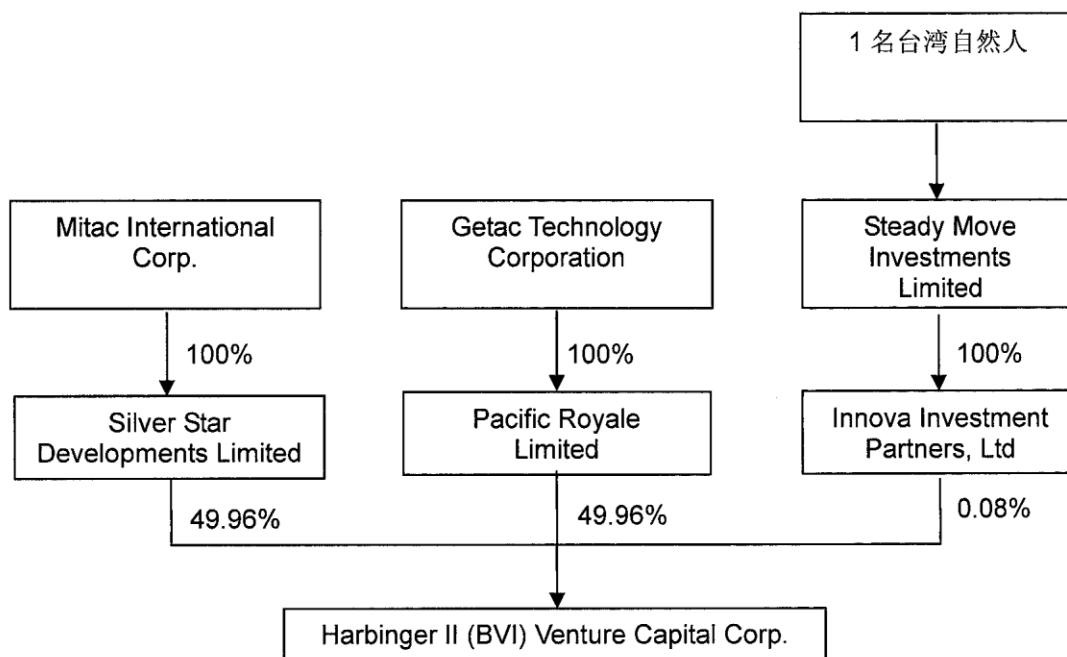 1 名台湾自然人
Mitac International
Corp.
Getac Technology
Corporation
Steady Move
Investments
Limited
100%
100%
100%
Silver Star
Developments Limited
Pacific Royale
Limited
Innova Investment
Partners, Ltd
49.96%
49.96%
0.08%
Harbinger II (BVI) Venture Capital Corp.